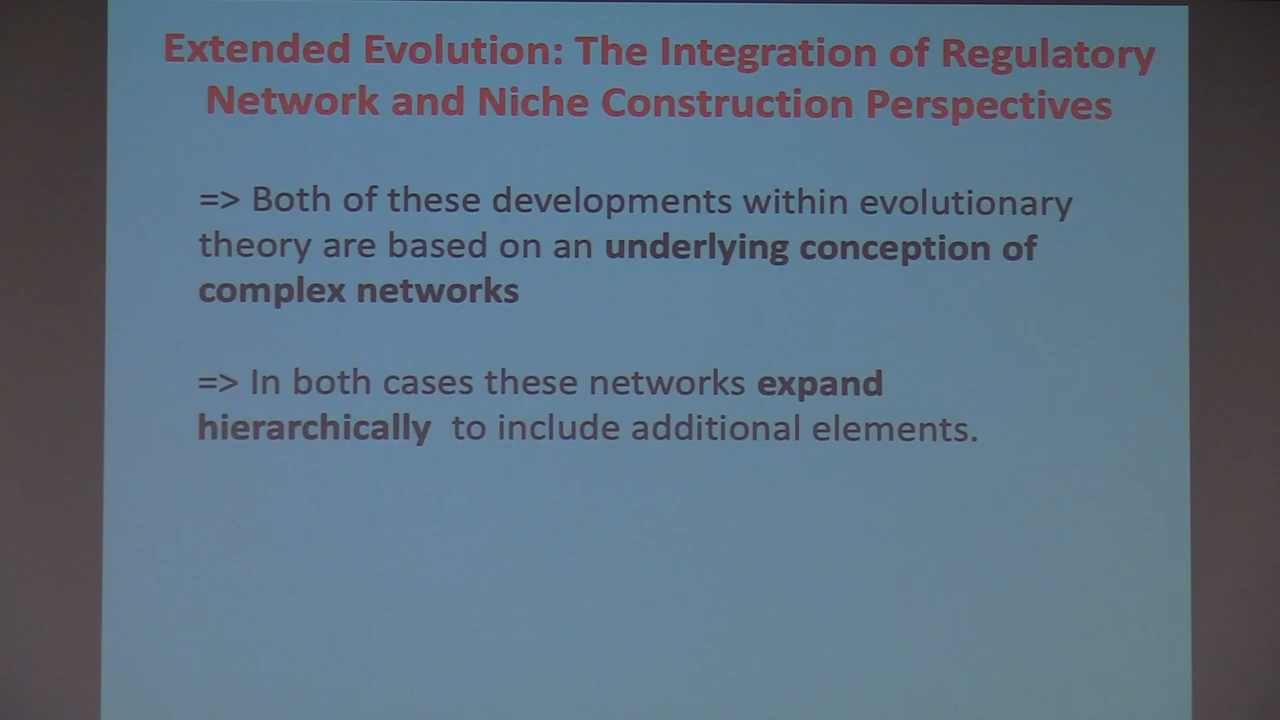 Extended Evolution: The Integration of Regulatory
Network and Niche Construction Perspectives
=> Both of these developments within evolutionary
theory are based on an underlying conception of
complex networks
=> In both cases these networks expand
hierarchically to include additional elements.